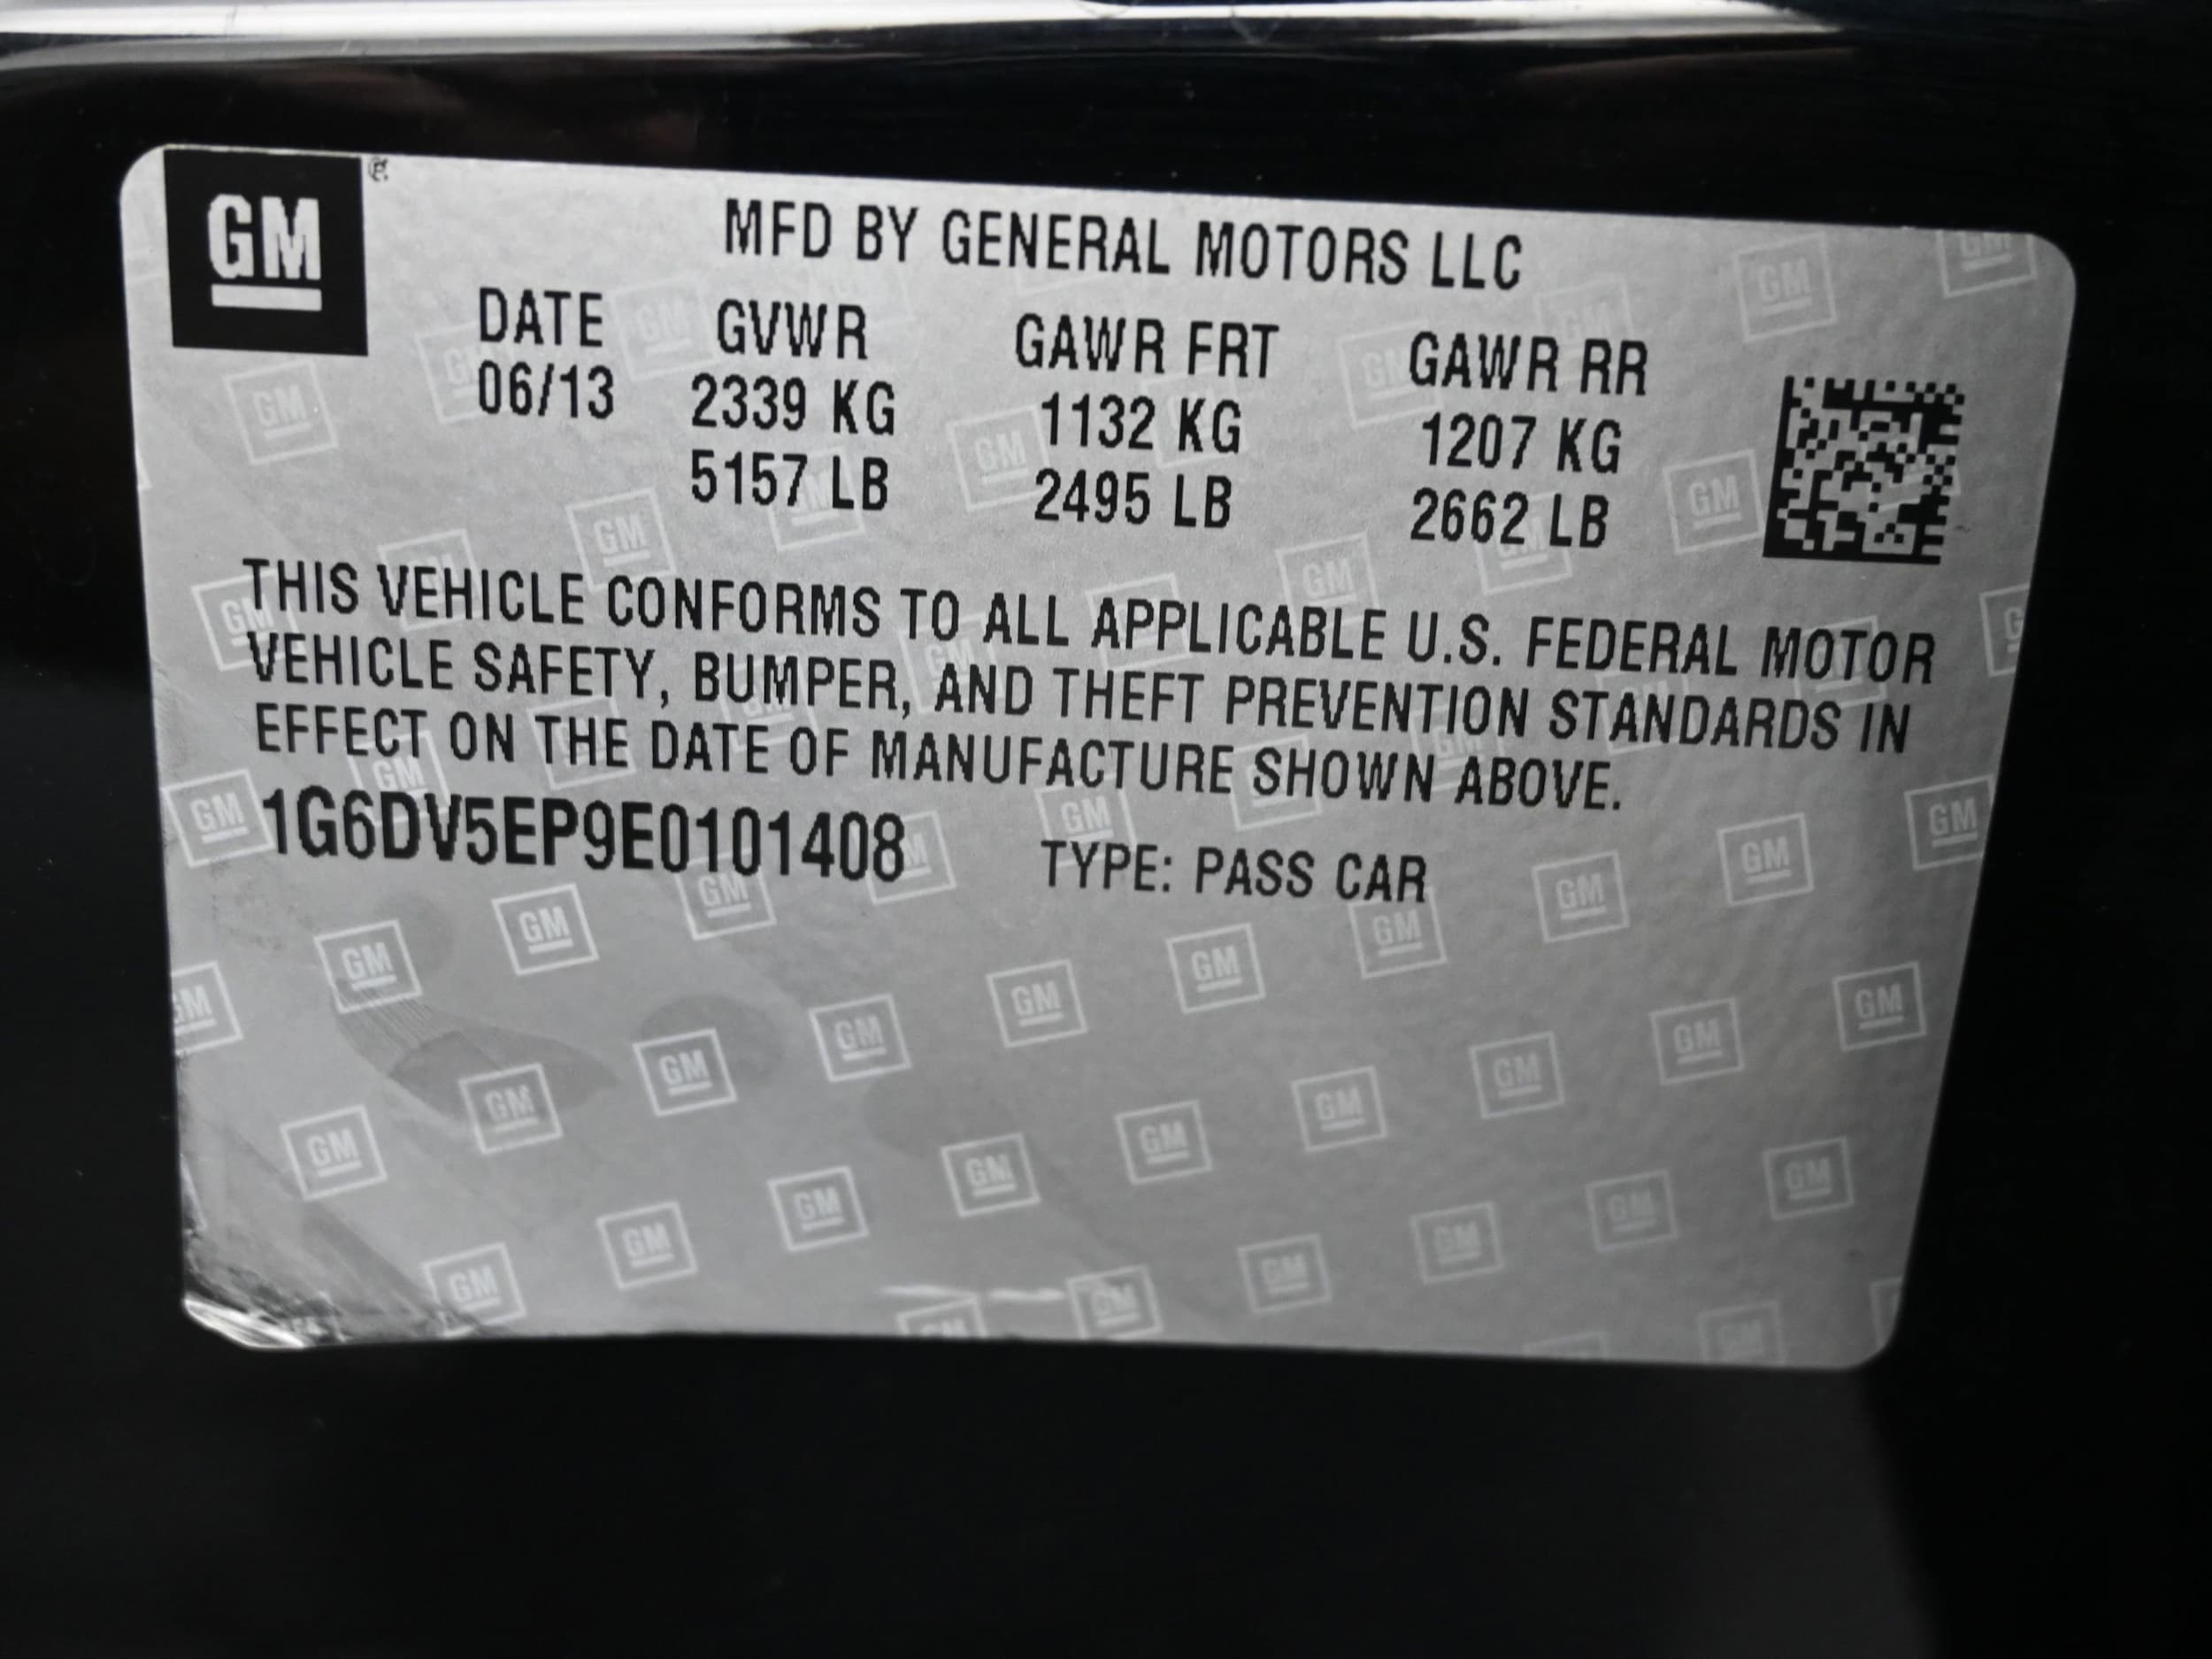 GM
MFD BY GENERAL MOTORS LLC
DATE GVWR GAWR FRT GAWR RR
06/13 2339 KG 1132 KG 1207 KG
5157 LB 2495 LB 2662 LB
THIS VEHICLE CONFORMS TO ALL APPLICABLE U.S. FEDERAL MOTOR
VEHICLE SAFETY, BUMPER, AND THEFT PREVENTION STANDARDS IN
EFFECT ON THE DATE OF MANUFACTURE SHOWN ABOVE.
1G6DV5EP9E0101408 TYPE: PASS CAR